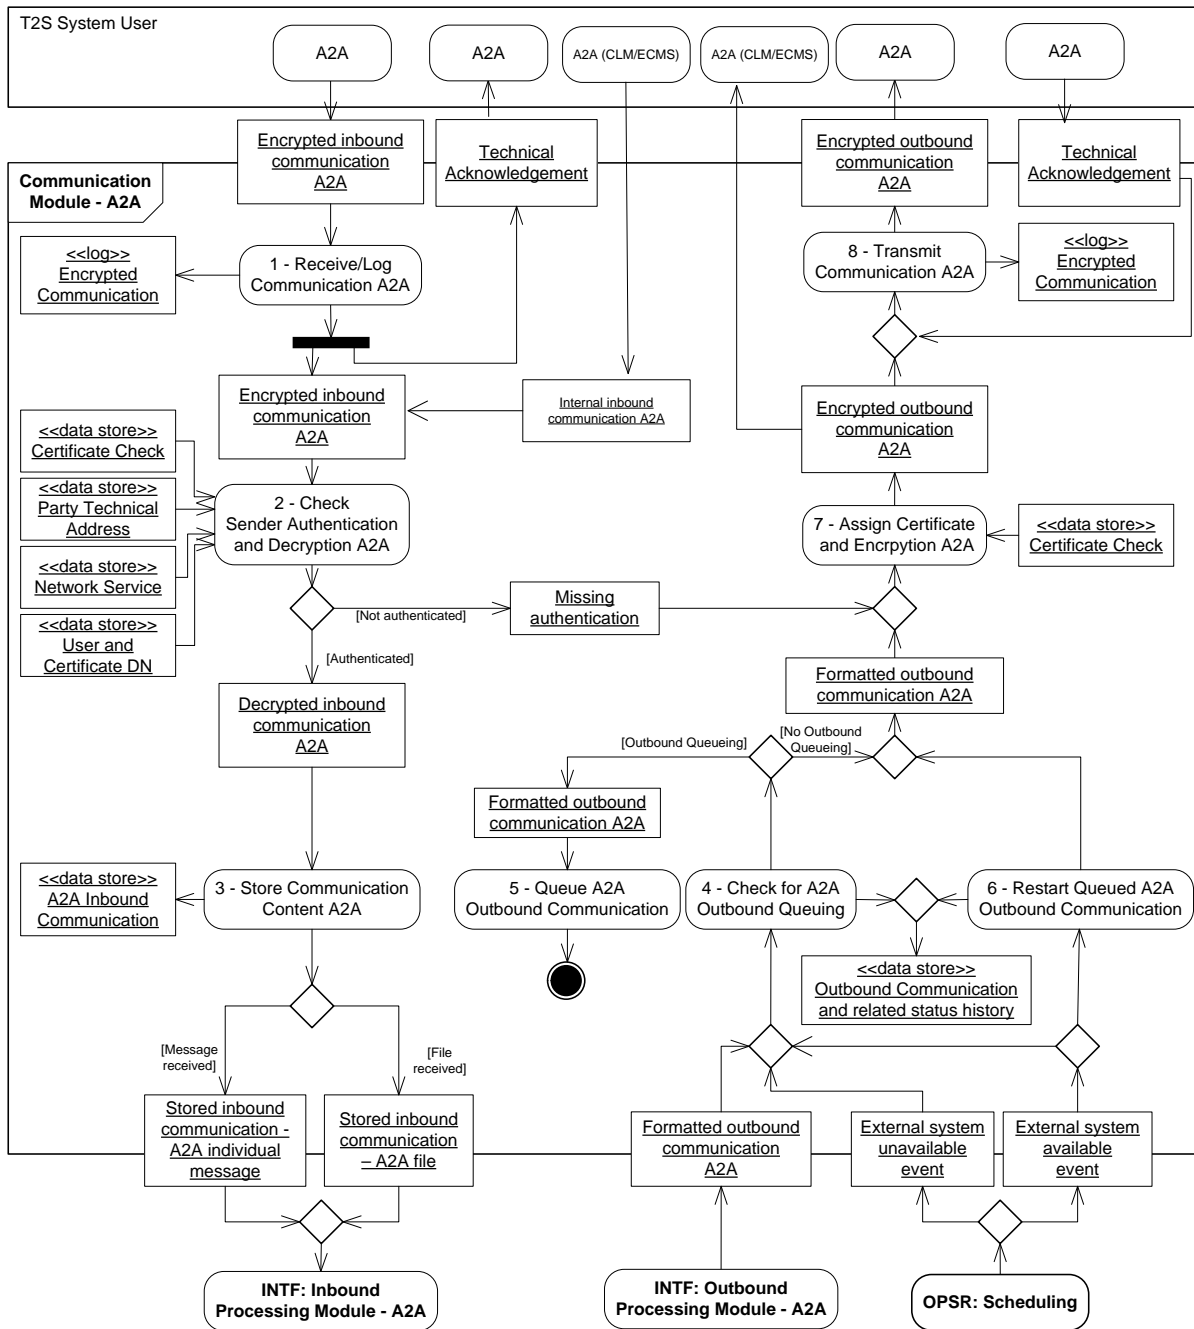 T2S System User
A2A
A2A
A2A (CLM/ECMS)
A2A (CLM/ECMS)
A2A
A2A
Encrypted inbound
communication
A2A
Technical
Acknowledgement
Encrypted outbound
communication
A2A
Technical
Acknowledgement
Communication
Module - A2A
<<log>>
Encrypted
Communication
1 - Receive/Log
Communication A2A
8 - Transmit
Communication A2A
<<log>>
Encrypted
Communication
Encrypted inbound
communication
A2A
Internal inbound
communication A2A
Encrypted outbound
communication
A2A
<<data store>>
Certificate Check
<<data store>>
Party Technical
Address
<<data store>>
Network Service
<<data store>>
User and
Certificate DN
2 - Check
Sender Authentication
and Decryption A2A
7 - Assign Certificate
and Encrpytion A2A
<<data store>>
Certificate Check
[Not authenticated]
Missing
authentication
[Authenticated]
Decrypted inbound
communication
A2A
Formatted outbound
communication A2A
[Outbound Queueing]
[No Outbound
Queueing]
Formatted outbound
communication A2A
<<data store>>
A2A Inbound
Communication
3 - Store Communication
Content A2A
5 - Queue A2A
Outbound Communication
4 - Check for A2A
Outbound Queuing
6 - Restart Queued A2A
Outbound Communication
<<data store>>
Outbound Communication
and related status history
[Message
received]
[File
received]
Stored inbound
communication -
A2A individual
message
Stored inbound
communication
– A2A file
Formatted outbound
communication
A2A
External system
unavailable
event
External system
available
event
INTF: Inbound
Processing Module - A2A
INTF: Outbound
Processing Module - A2A
OPSR: Scheduling